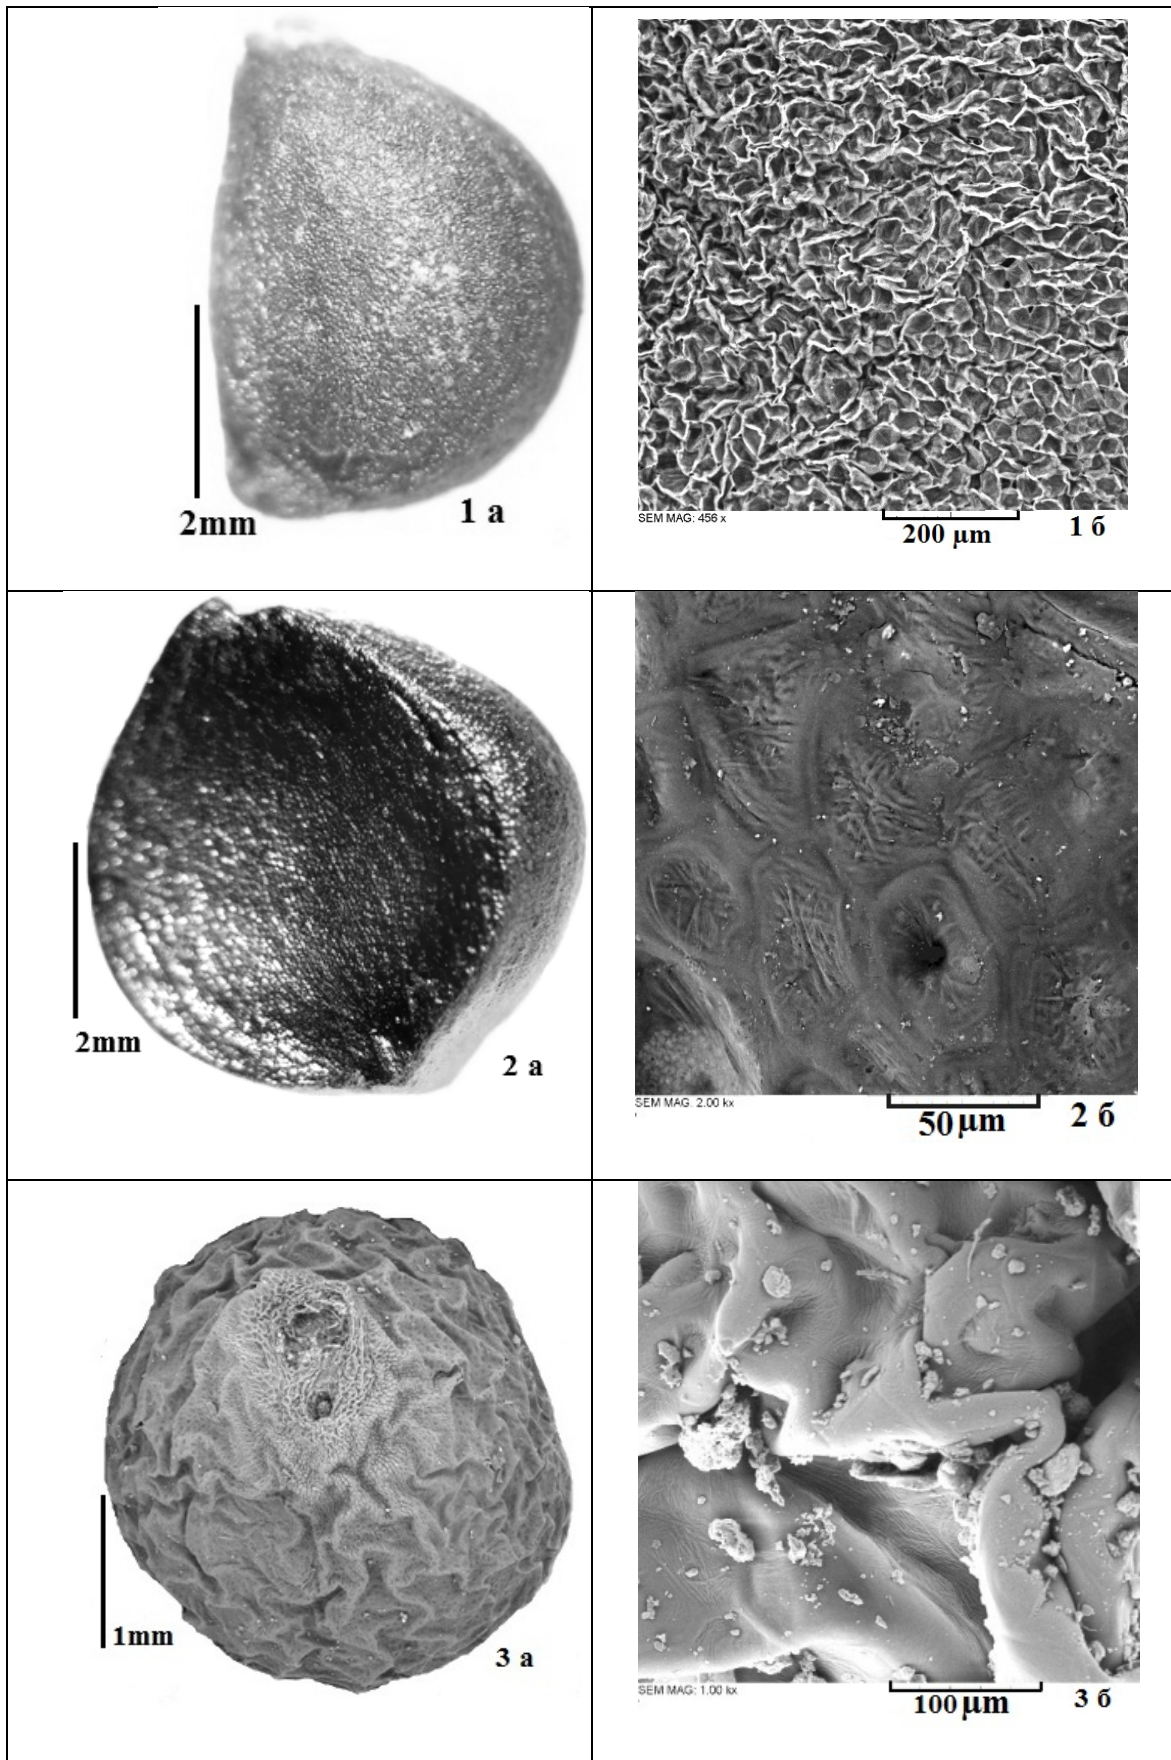 2mm
1 а
SEM MAG: 456 x
200 µm
1 б
2mm
2 а
SEM MAG: 2.00 kx
50 µm
2 б
1mm
3 а
SEM MAG: 1.00 kx
100 µm
3 б